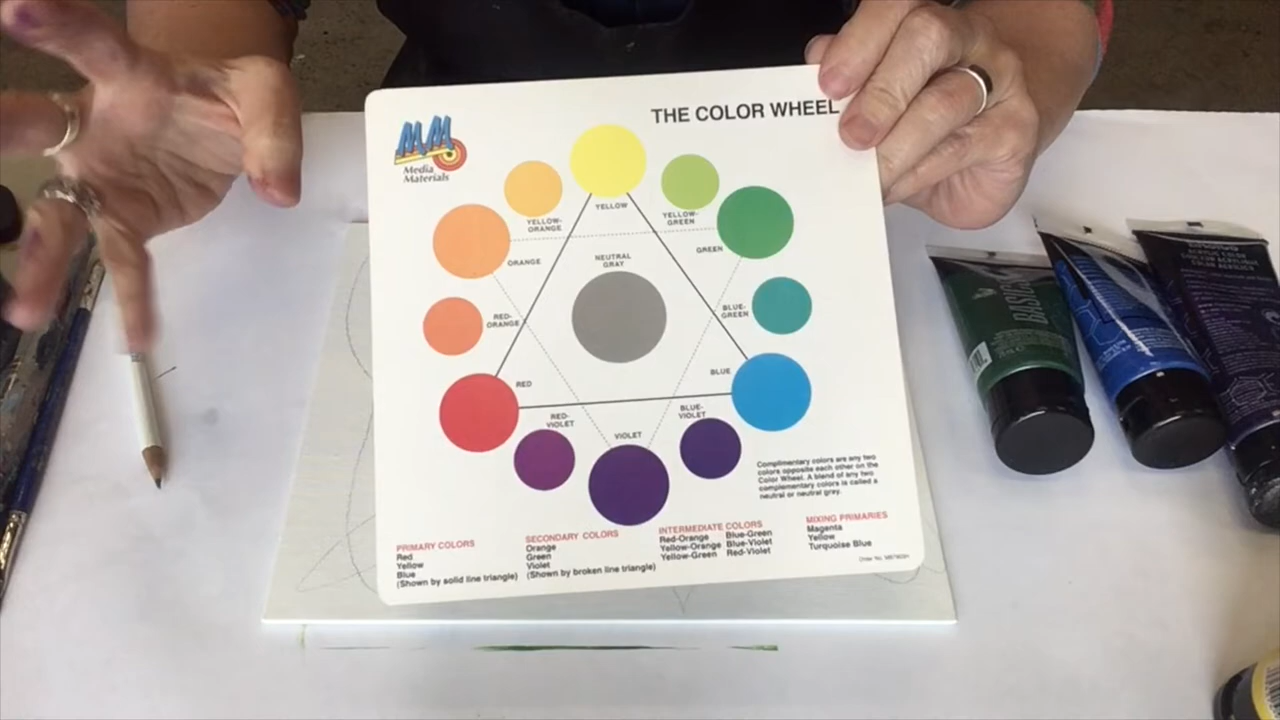 THE COLOR WHEEL
MM
Media
Materials
YELLOW
YELLOW-
ORANGE
YELLOW-
GREEN
ORANGE
GREEN
NEUTRAL
GRAY
RED-
ORANGE
BLUE-
GREEN
RED
BLUE
RED-
VIOLET
BLUE-
VIOLET
VIOLET
Complimentary colors are any two
colors opposite each other on the
Color Wheel. A blend of any two
complementary colors is called a
neutral or neutral grey.
PRIMARY COLORS
Red
Yellow
Blue
(Shown by solid line triangle)
SECONDARY COLORS
Orange
Green
Violet
(Shown by broken line triangle)
INTERMEDIATE COLORS
Red-Orange Blue-Green
Yellow-Orange Blue-Violet
Yellow-Green Red-Violet
MIXING PRIMARIES
Magenta
Yellow
Turquoise Blue
Order No.
BASICS
ACRYLIC COLOR